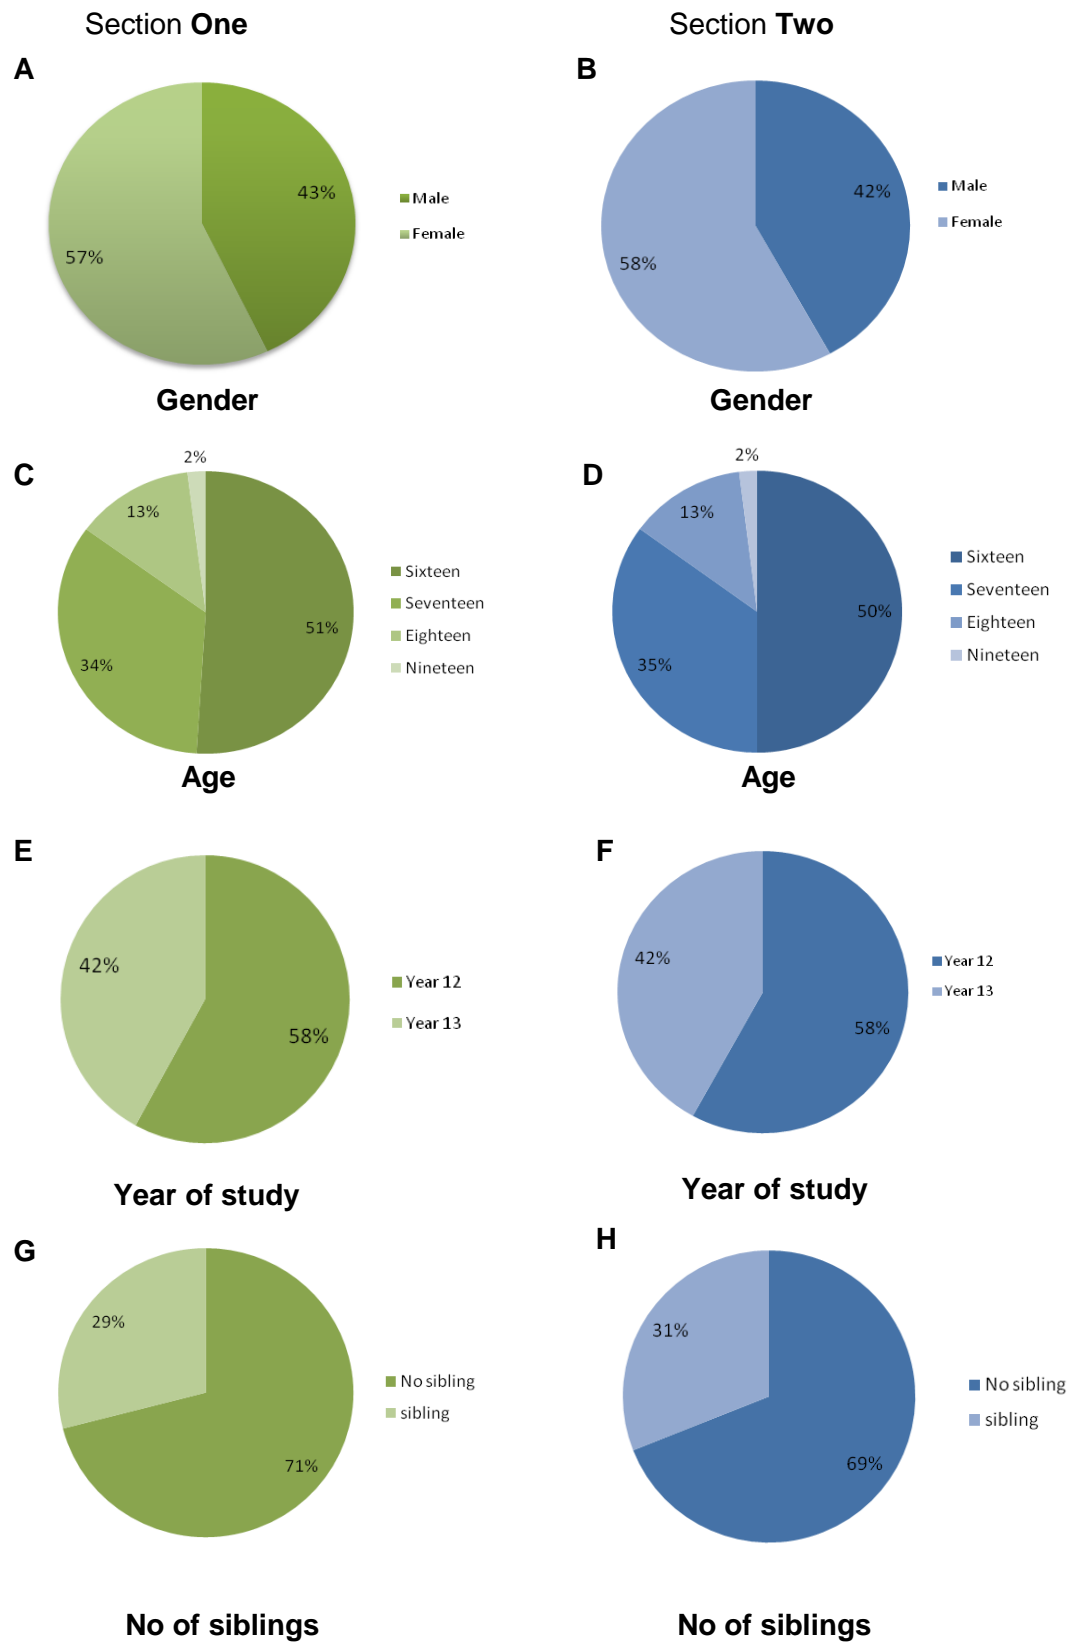 Section One
Section Two
A
43%
57%
Male
Female
Gender
B
42%
58%
Male
Female
Gender
C
2%
13%
34%
51%
Sixteen
Seventeen
Eighteen
Nineteen
Age
D
2%
13%
35%
50%
Sixteen
Seventeen
Eighteen
Nineteen
Age
E
42%
58%
Year 12
Year 13
Year of study
F
42%
58%
Year 12
Year 13
Year of study
G
29%
71%
No sibling
sibling
No of siblings
H
31%
69%
No sibling
sibling
No of siblings